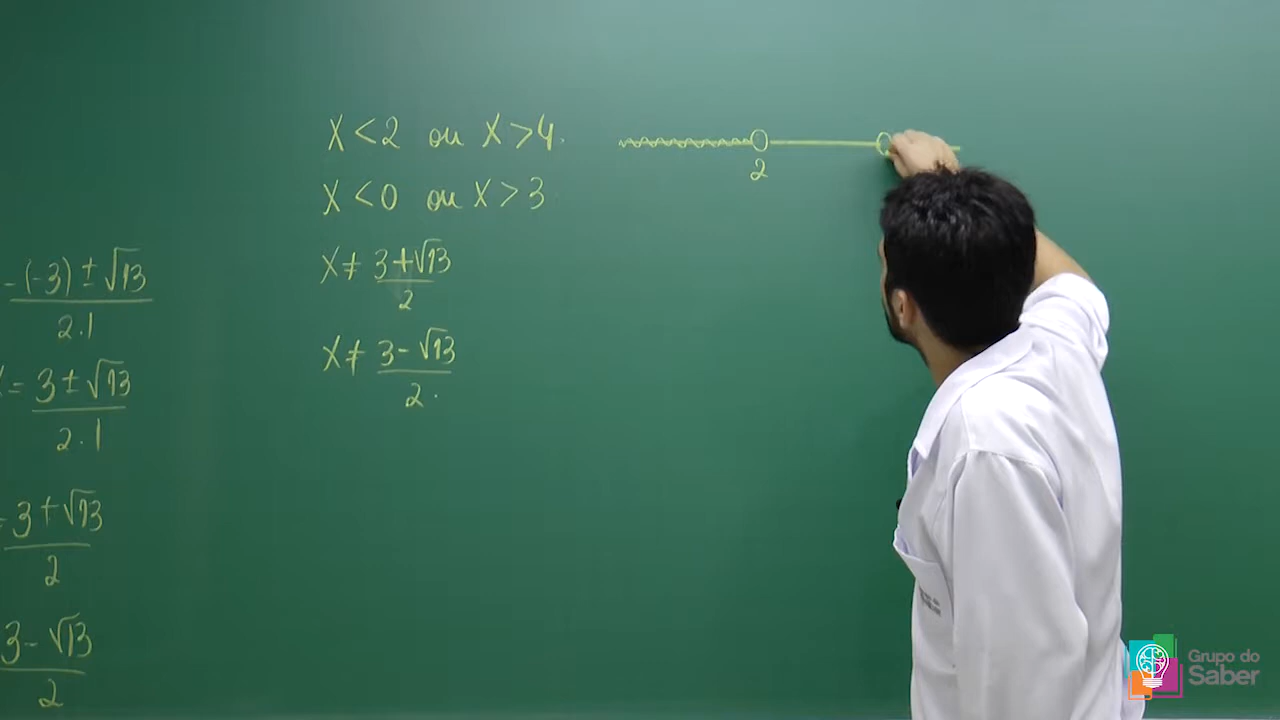 X < 2 ou X > 4.
X < 0 ou X > 3
X ≠ 3+√13
2
X ≠ 3-√13
2.
2
-(-3) ± √13
2.1
= 3±√13
2.1
= 3+√13
2
3-√13
2
Grupo do
Saber